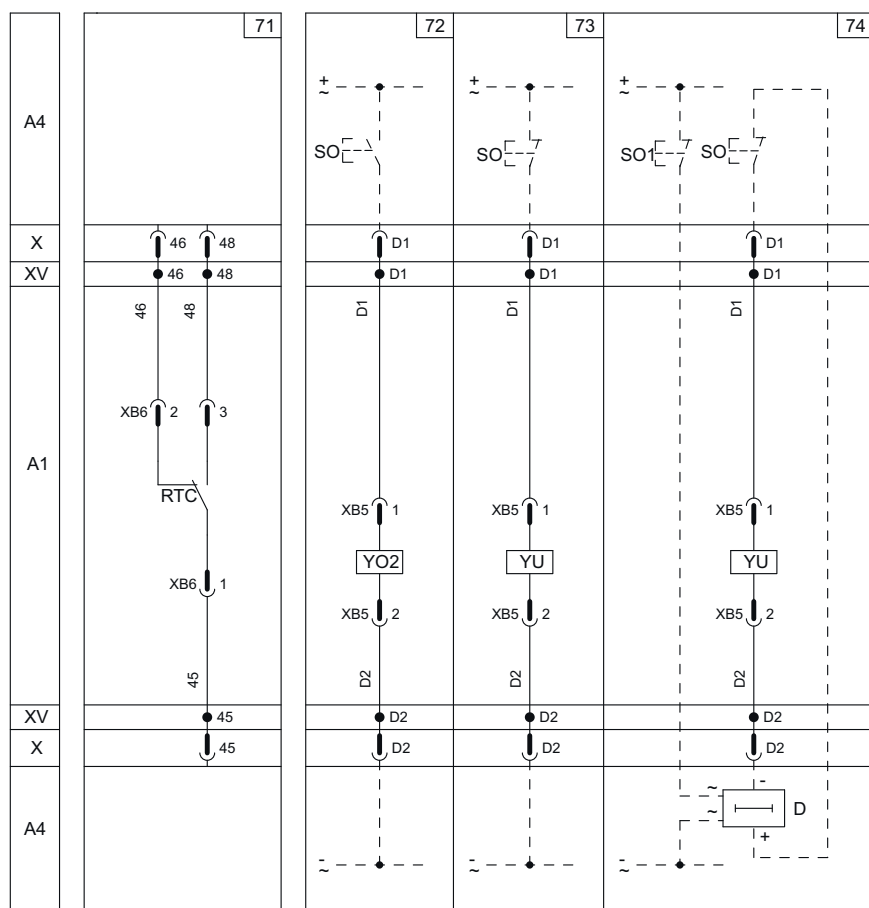 71 72 73 74
+ + +
~ ~ ~
A4
SO SO SO1 SO
X 46 48 D1 D1 D1
XV 46 48 D1 D1 D1
46 48 D1 D1 D1
XB6 2 3
A1
RTC
XB5 1 XB5 1 XB5 1
YO2 YU YU
XB6 1
XB5 2 XB5 2 XB5 2
45 D2 D2 D2
XV 45 D2 D2 D2
X 45 D2 D2 D2
~ -
~ D
A4
+
- - -
~ ~ ~